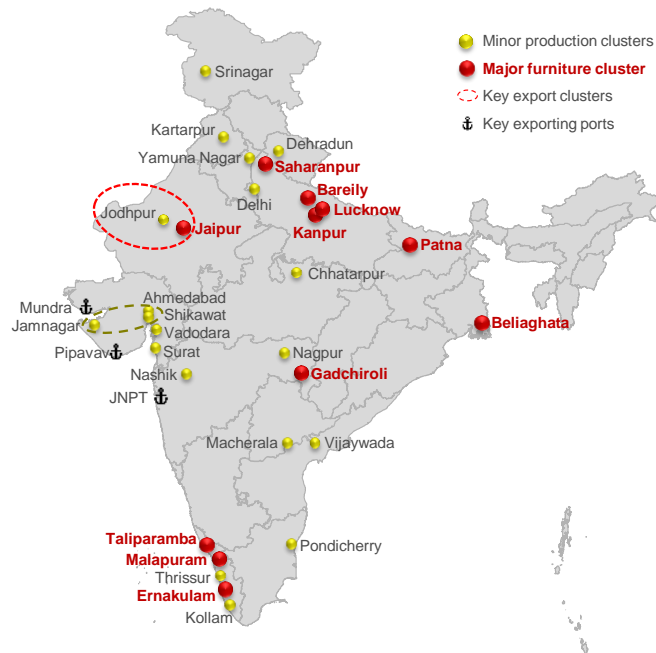 Minor production clusters
Major furniture cluster
Key export clusters
Key exporting ports
Srinagar
Kartarpur
Dehradun
Yamuna Nagar
Saharanpur
Bareily
Delhi
Lucknow
Jodhpur
Jaipur
Kanpur
Patna
Chhatarpur
Ahmedabad
Mundra
Shikawat
Jamnagar
Beliaghata
Vadodara
Pipavav
Surat
Nagpur
Nashik
Gadchiroli
JNPT
Macherala
Vijaywada
Taliparamba
Pondicherry
Malapuram
Thrissur
Ernakulam
Kollam